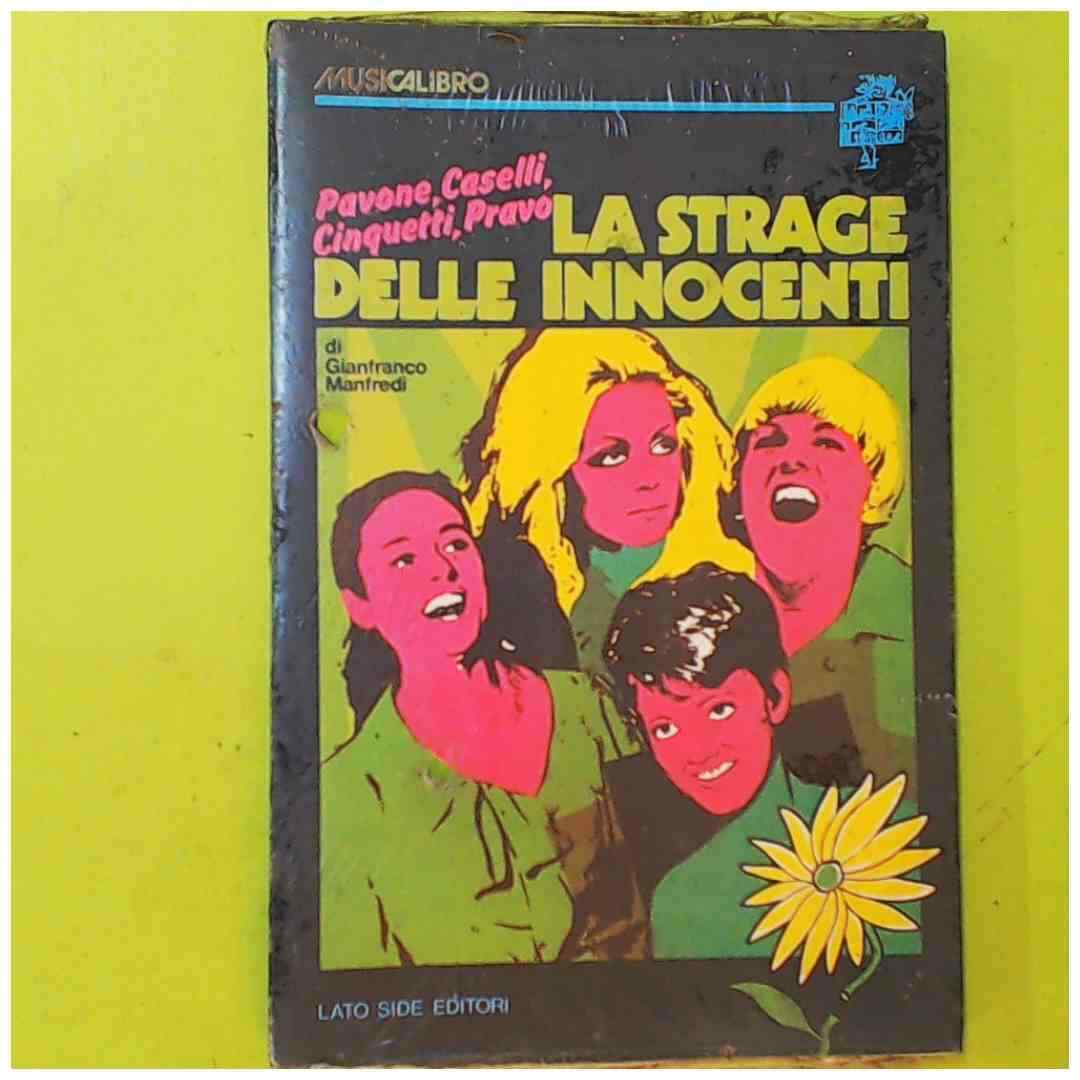 MUSICALIBRO
Pavone, Caselli,
Cinquetti, Pravo
LA STRAGE
DELLE INNOCENTI
di
Gianfranco
Manfredi
LATO SIDE EDITORI